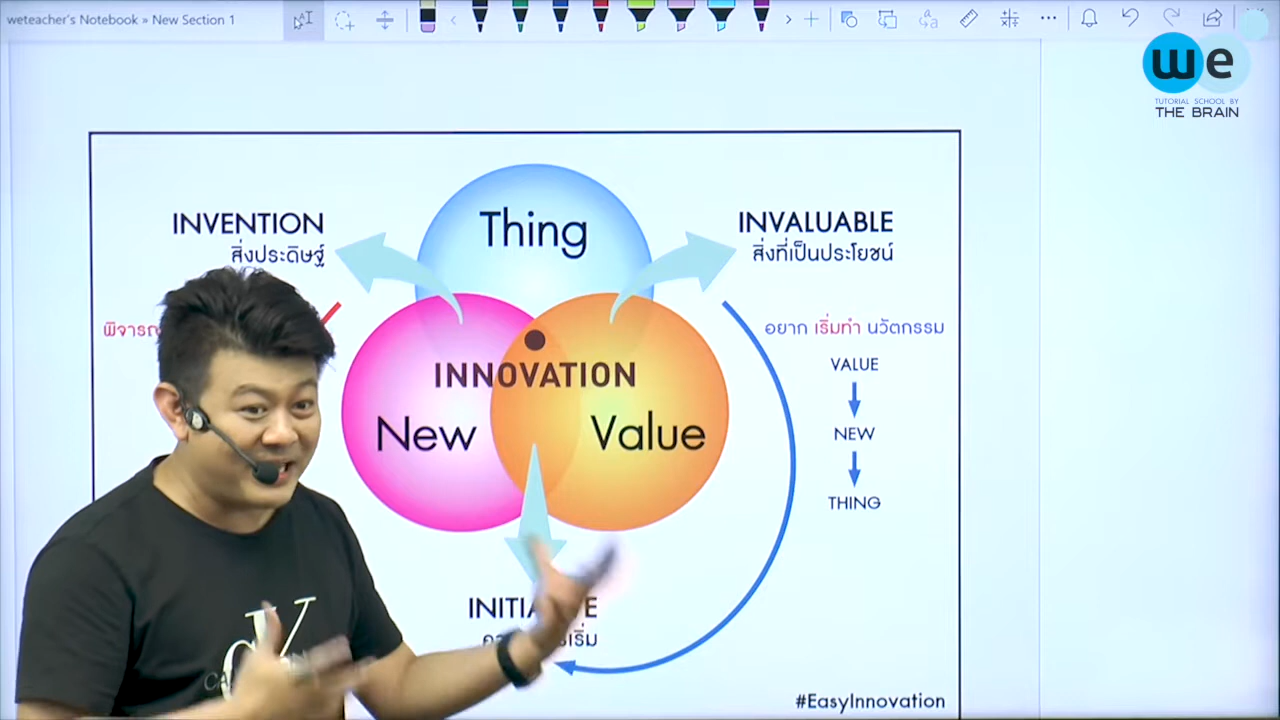 weteacher's Notebook » New Section 1
we
TUTORIAL SCHOOL BY
THE BRAIN
Thing
INVENTION
สิ่งประดิษฐ์
INVALUABLE
สิ่งที่เป็นประโยชน์
อยาก เริ่มทำ นวัตกรรม
VALUE
NEW
THING
INNOVATION
New
Value
#EasyInnovation